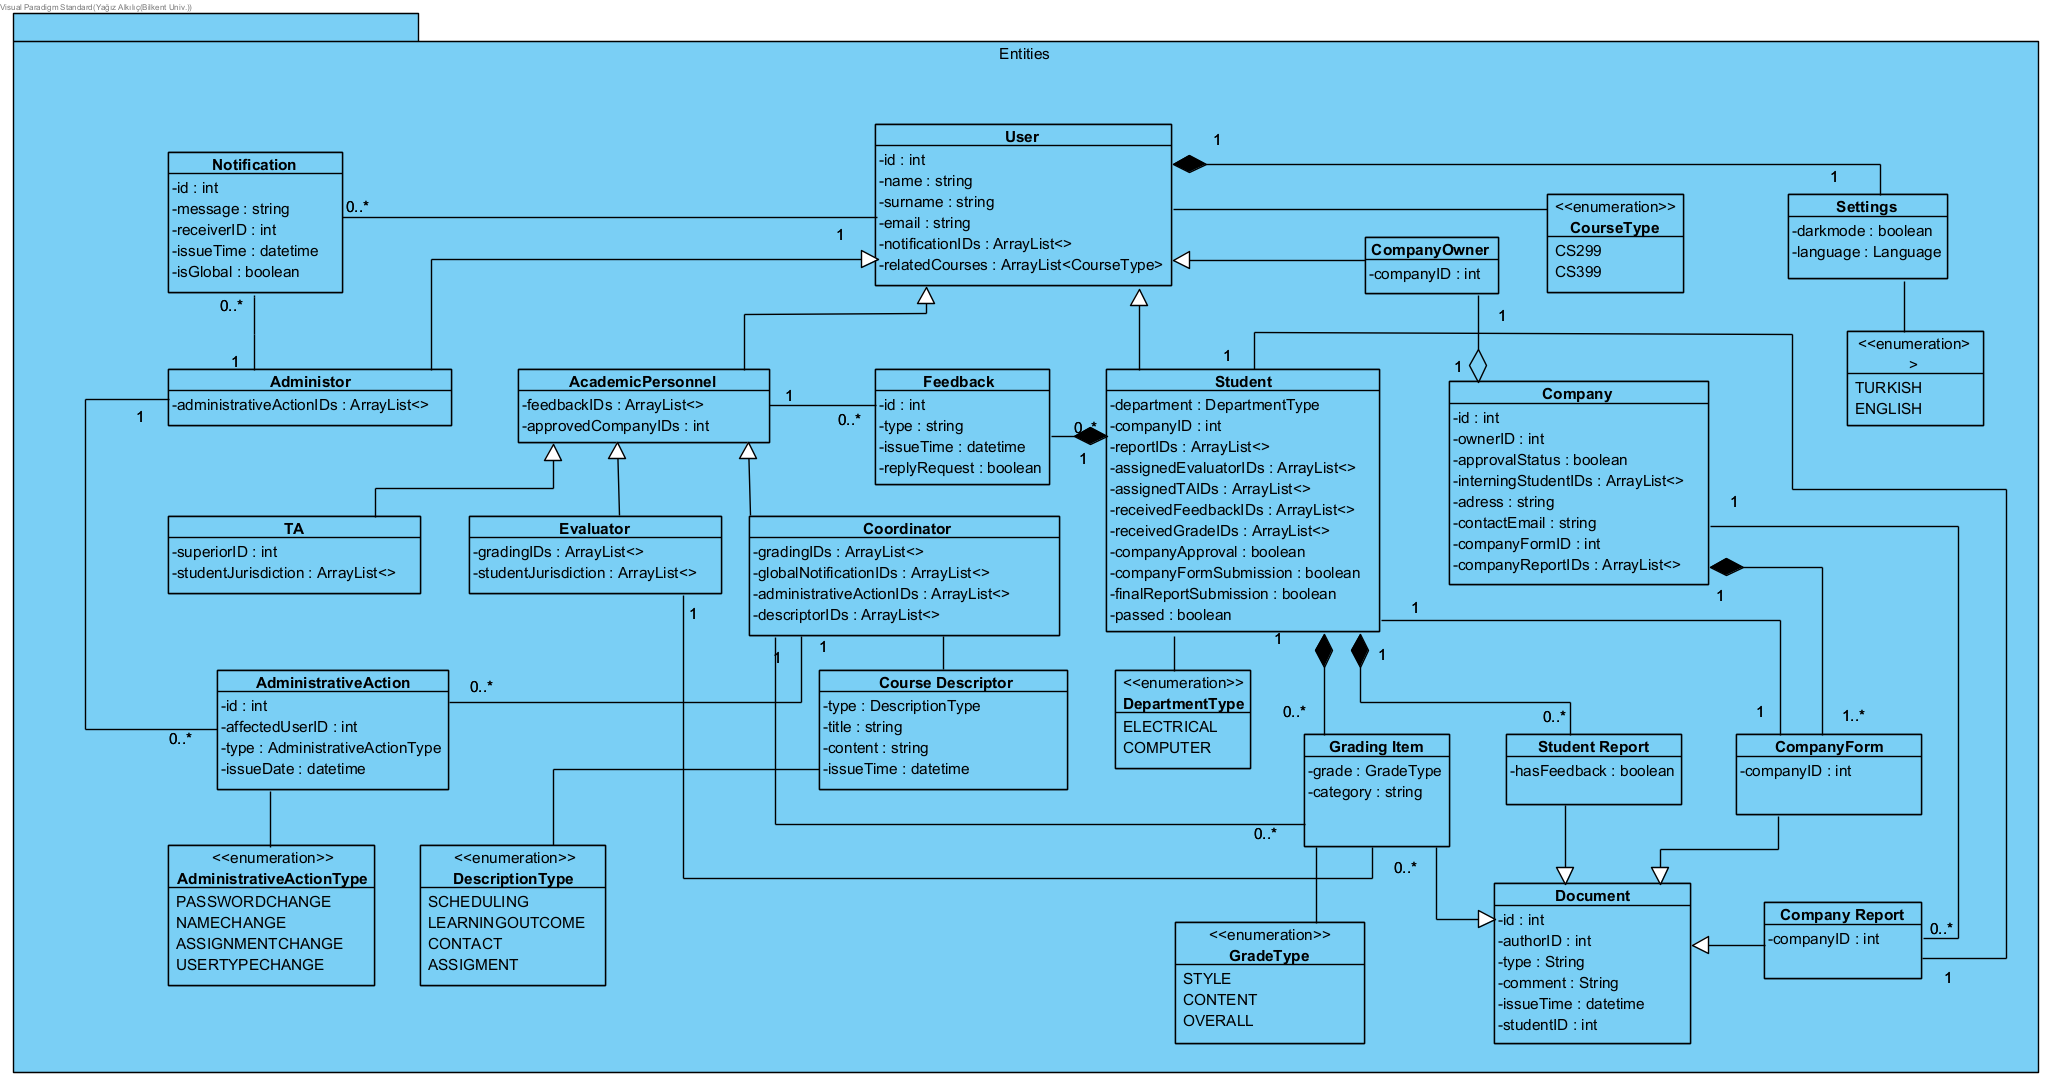 Visual Paradigm Standard(Yağız Alkılıç(Bilkent Univ.))
Entities
User
-id : int
-name : string
-surname : string
-email : string
-notificationIDs : ArrayList<>
-relatedCourses : ArrayList<CourseType>
1
1
Notification
-id : int
-message : string
-receiverID : int
-issueTime : datetime
-isGlobal : boolean
0..*
1
0..*
1
<<enumeration>>
CourseType
CS299
CS399
Settings
-darkmode : boolean
-language : Language
CompanyOwner
-companyID : int
1
1
<<enumeration>
>
TURKISH
ENGLISH
Administor
-administrativeActionIDs : ArrayList<>
1
AcademicPersonnel
-feedbackIDs : ArrayList<>
-approvedCompanyIDs : int
1
0..*
Feedback
-id : int
-type : string
-issueTime : datetime
-replyRequest : boolean
0..*
1
1
Student
-department : DepartmentType
-companyID : int
-reportIDs : ArrayList<>
-assignedEvaluatorIDs : ArrayList<>
-assignedTAIDs : ArrayList<>
-receivedFeedbackIDs : ArrayList<>
-receivedGradeIDs : ArrayList<>
-companyApproval : boolean
-companyFormSubmission : boolean
-finalReportSubmission : boolean
-passed : boolean
Company
-id : int
-ownerID : int
-approvalStatus : boolean
-interningStudentIDs : ArrayList<>
-adress : string
-contactEmail : string
-companyFormID : int
-companyReportIDs : ArrayList<>
1
1
1
TA
-superiorID : int
-studentJurisdiction : ArrayList<>
Evaluator
-gradingIDs : ArrayList<>
-studentJurisdiction : ArrayList<>
1
Coordinator
-gradingIDs : ArrayList<>
-globalNotificationIDs : ArrayList<>
-administrativeActionIDs : ArrayList<>
-descriptorIDs : ArrayList<>
1
1
1
1
AdministrativeAction
-id : int
-affectedUserID : int
-type : AdministrativeActionType
-issueDate : datetime
0..*
0..*
Course Descriptor
-type : DescriptionType
-title : string
-content : string
-issueTime : datetime
<<enumeration>>
DepartmentType
ELECTRICAL
COMPUTER
0..*
Grading Item
-grade : GradeType
-category : string
0..*
0..*
0..*
Student Report
-hasFeedback : boolean
1
1..*
CompanyForm
-companyID : int
<<enumeration>>
AdministrativeActionType
PASSWORDCHANGE
NAMECHANGE
ASSIGNMENTCHANGE
USERTYPECHANGE
<<enumeration>>
DescriptionType
SCHEDULING
LEARNINGOUTCOME
CONTACT
ASSIGMENT
<<enumeration>>
GradeType
STYLE
CONTENT
OVERALL
Document
-id : int
-authorID : int
-type : String
-comment : String
-issueTime : datetime
-studentID : int
Company Report
-companyID : int
0..*
1